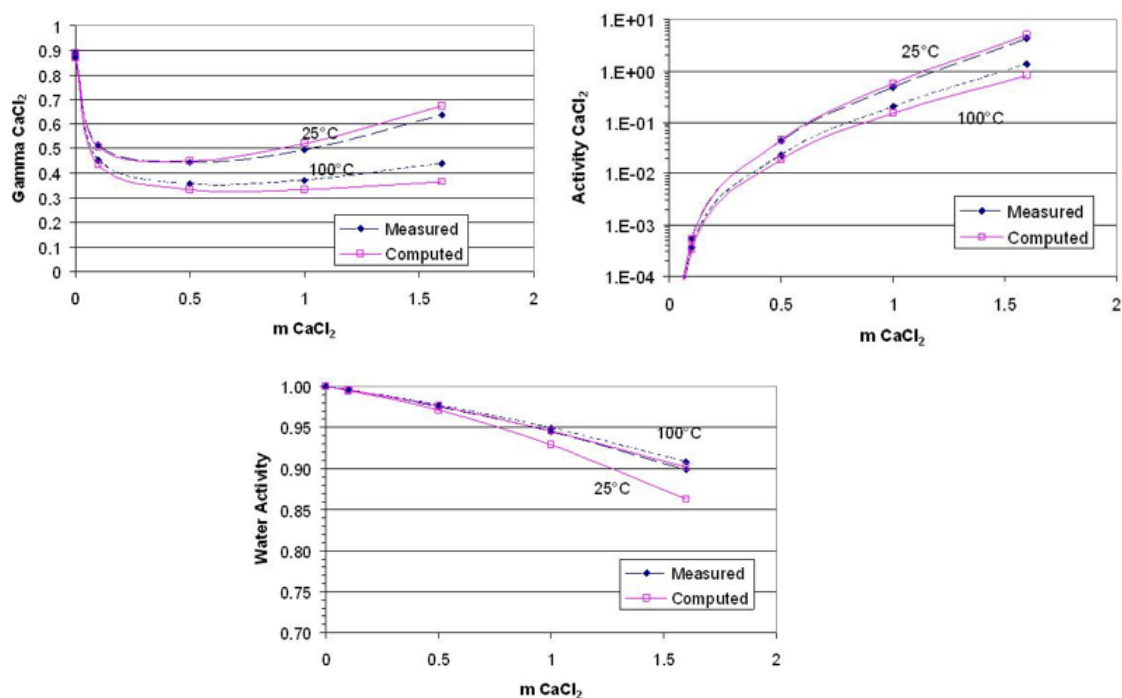 1
0.9
0.8
0.7
0.6
0.5
0.4
0.3
0.2
0.1
0
Gamma CaCl₂
25°C
100°C
Measured
Computed
0 0.5 1 1.5 2
m CaCl₂
1.E+01
1.E+00
1.E-01
1.E-02
1.E-03
1.E-04
Activity CaCl₂
25°C
100°C
Measured
Computed
0 0.5 1 1.5 2
m CaCl₂
1.00
0.95
0.90
0.85
0.80
0.75
0.70
Water Activity
100°C
25°C
Measured
Computed
0 0.5 1 1.5 2
m CaCl₂